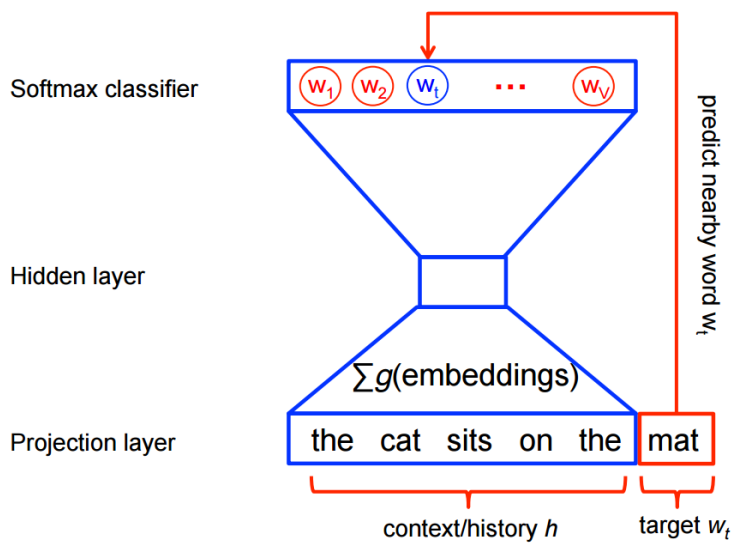 Softmax classifier
w1 w2 wt ... wV
predict nearby word wt
Hidden layer
∑g(embeddings)
Projection layer
the cat sits on the mat
context/history h
target wt